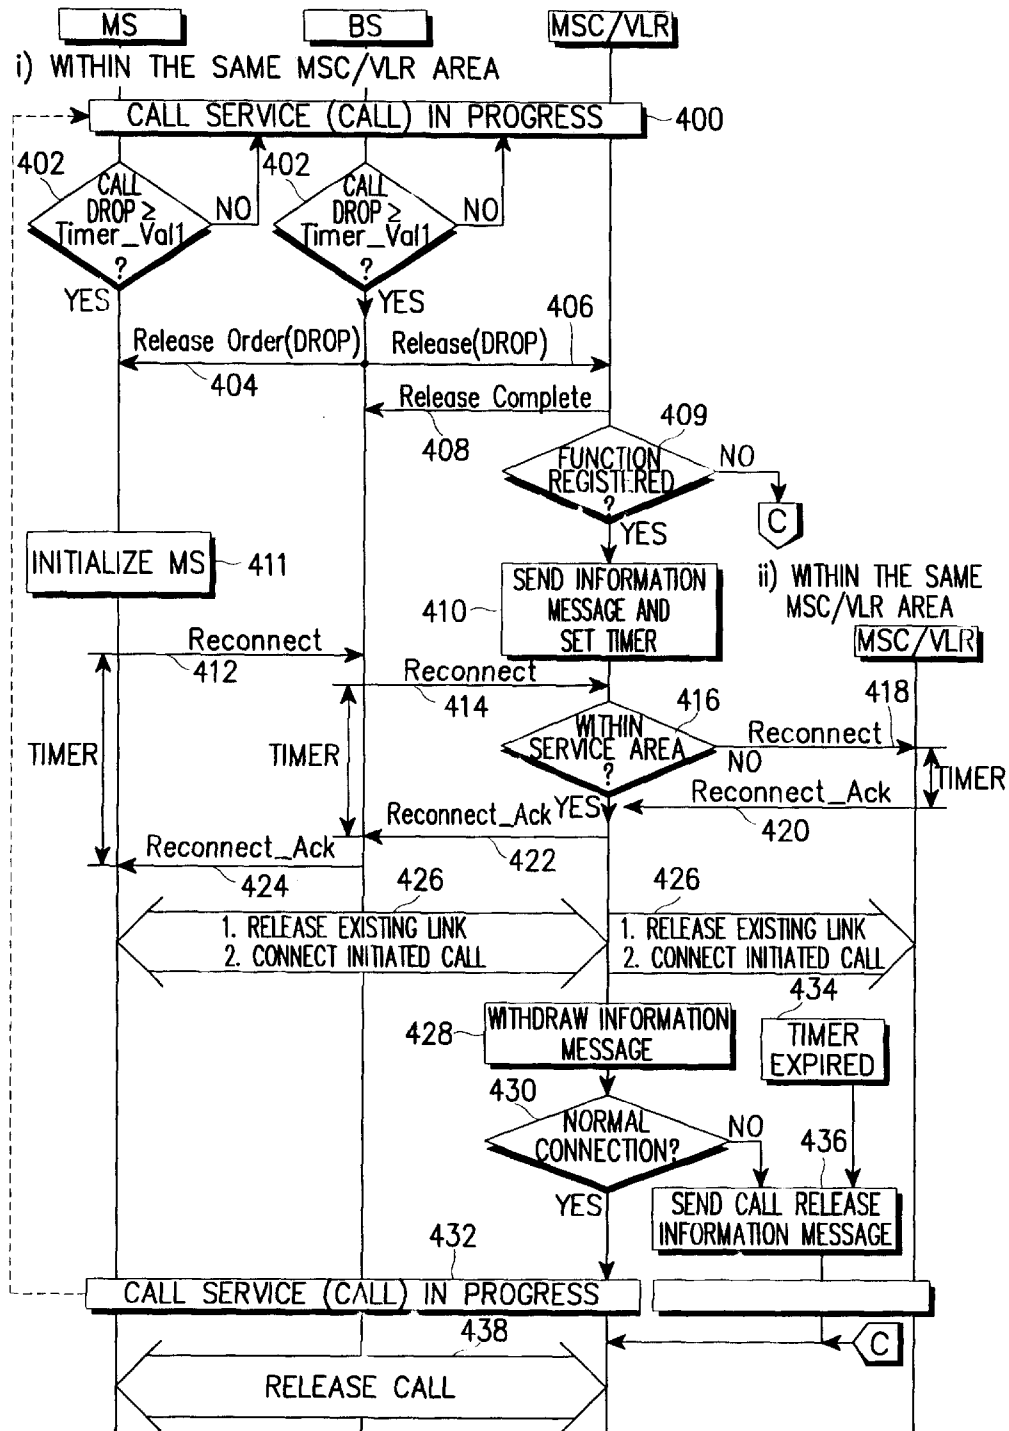 MS
BS
MSC/VLR
i) WITHIN THE SAME MSC/VLR AREA
CALL SERVICE (CALL) IN PROGRESS
400
402
CALL
DROP ≥
Timer_Val1
?
NO
YES
402
CALL
DROP ≥
Timer_Val1
?
NO
YES
406
Release Order(DROP)
Release(DROP)
404
Release Complete
408
409
FUNCTION
REGISTERED
?
NO
C
YES
INITIALIZE MS
411
SEND INFORMATION
MESSAGE AND
SET TIMER
410
ii) WITHIN THE SAME
MSC/VLR AREA
MSC/VLR
Reconnect
412
Reconnect
414
416
418
WITHIN
SERVICE AREA
?
Reconnect
NO
TIMER
TIMER
TIMER
YES
Reconnect_Ack
420
Reconnect_Ack
422
Reconnect_Ack
424
426
426
1. RELEASE EXISTING LINK
2. CONNECT INITIATED CALL
1. RELEASE EXISTING LINK
2. CONNECT INITIATED CALL
428
WITHDRAW INFORMATION
MESSAGE
434
TIMER
EXPIRED
430
NORMAL
CONNECTION?
NO
436
YES
SEND CALL RELEASE
INFORMATION MESSAGE
432
CALL SERVICE (CALL) IN PROGRESS
438
C
RELEASE CALL